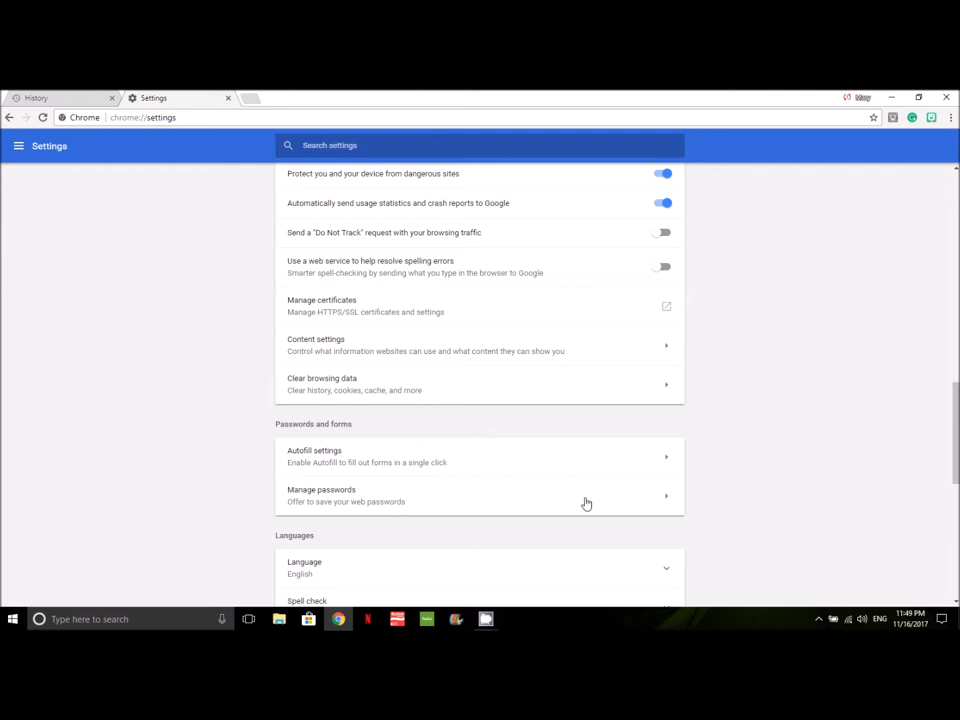 History
Settings
Mary
Chrome
chrome://settings
Settings
Search settings
Protect you and your device from dangerous sites
Automatically send usage statistics and crash reports to Google
Send a "Do Not Track" request with your browsing traffic
Use a web service to help resolve spelling errors
Smarter spell-checking by sending what you type in the browser to Google
Manage certificates
Manage HTTPS/SSL certificates and settings
Content settings
Control what information websites can use and what content they can show you
Clear browsing data
Clear history, cookies, cache, and more
Passwords and forms
Autofill settings
Enable Autofill to fill out forms in a single click
Manage passwords
Offer to save your web passwords
Languages
Language
English
Spell check
Type here to search
ENG
11:49 PM
11/16/2017